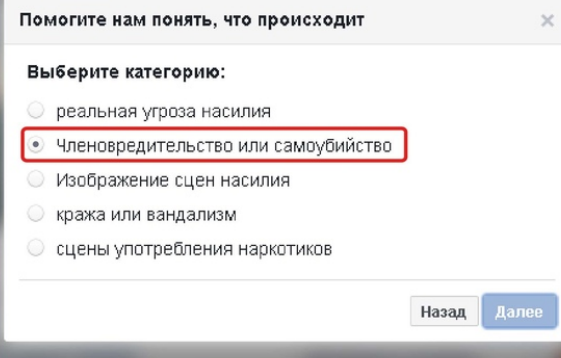 Помогите нам понять, что происходит
Выберите категорию:
реальная угроза насилия
Членовредительство или самоубийство
Изображение сцен насилия
кража или вандализм
сцены употребления наркотиков
Назад Далее